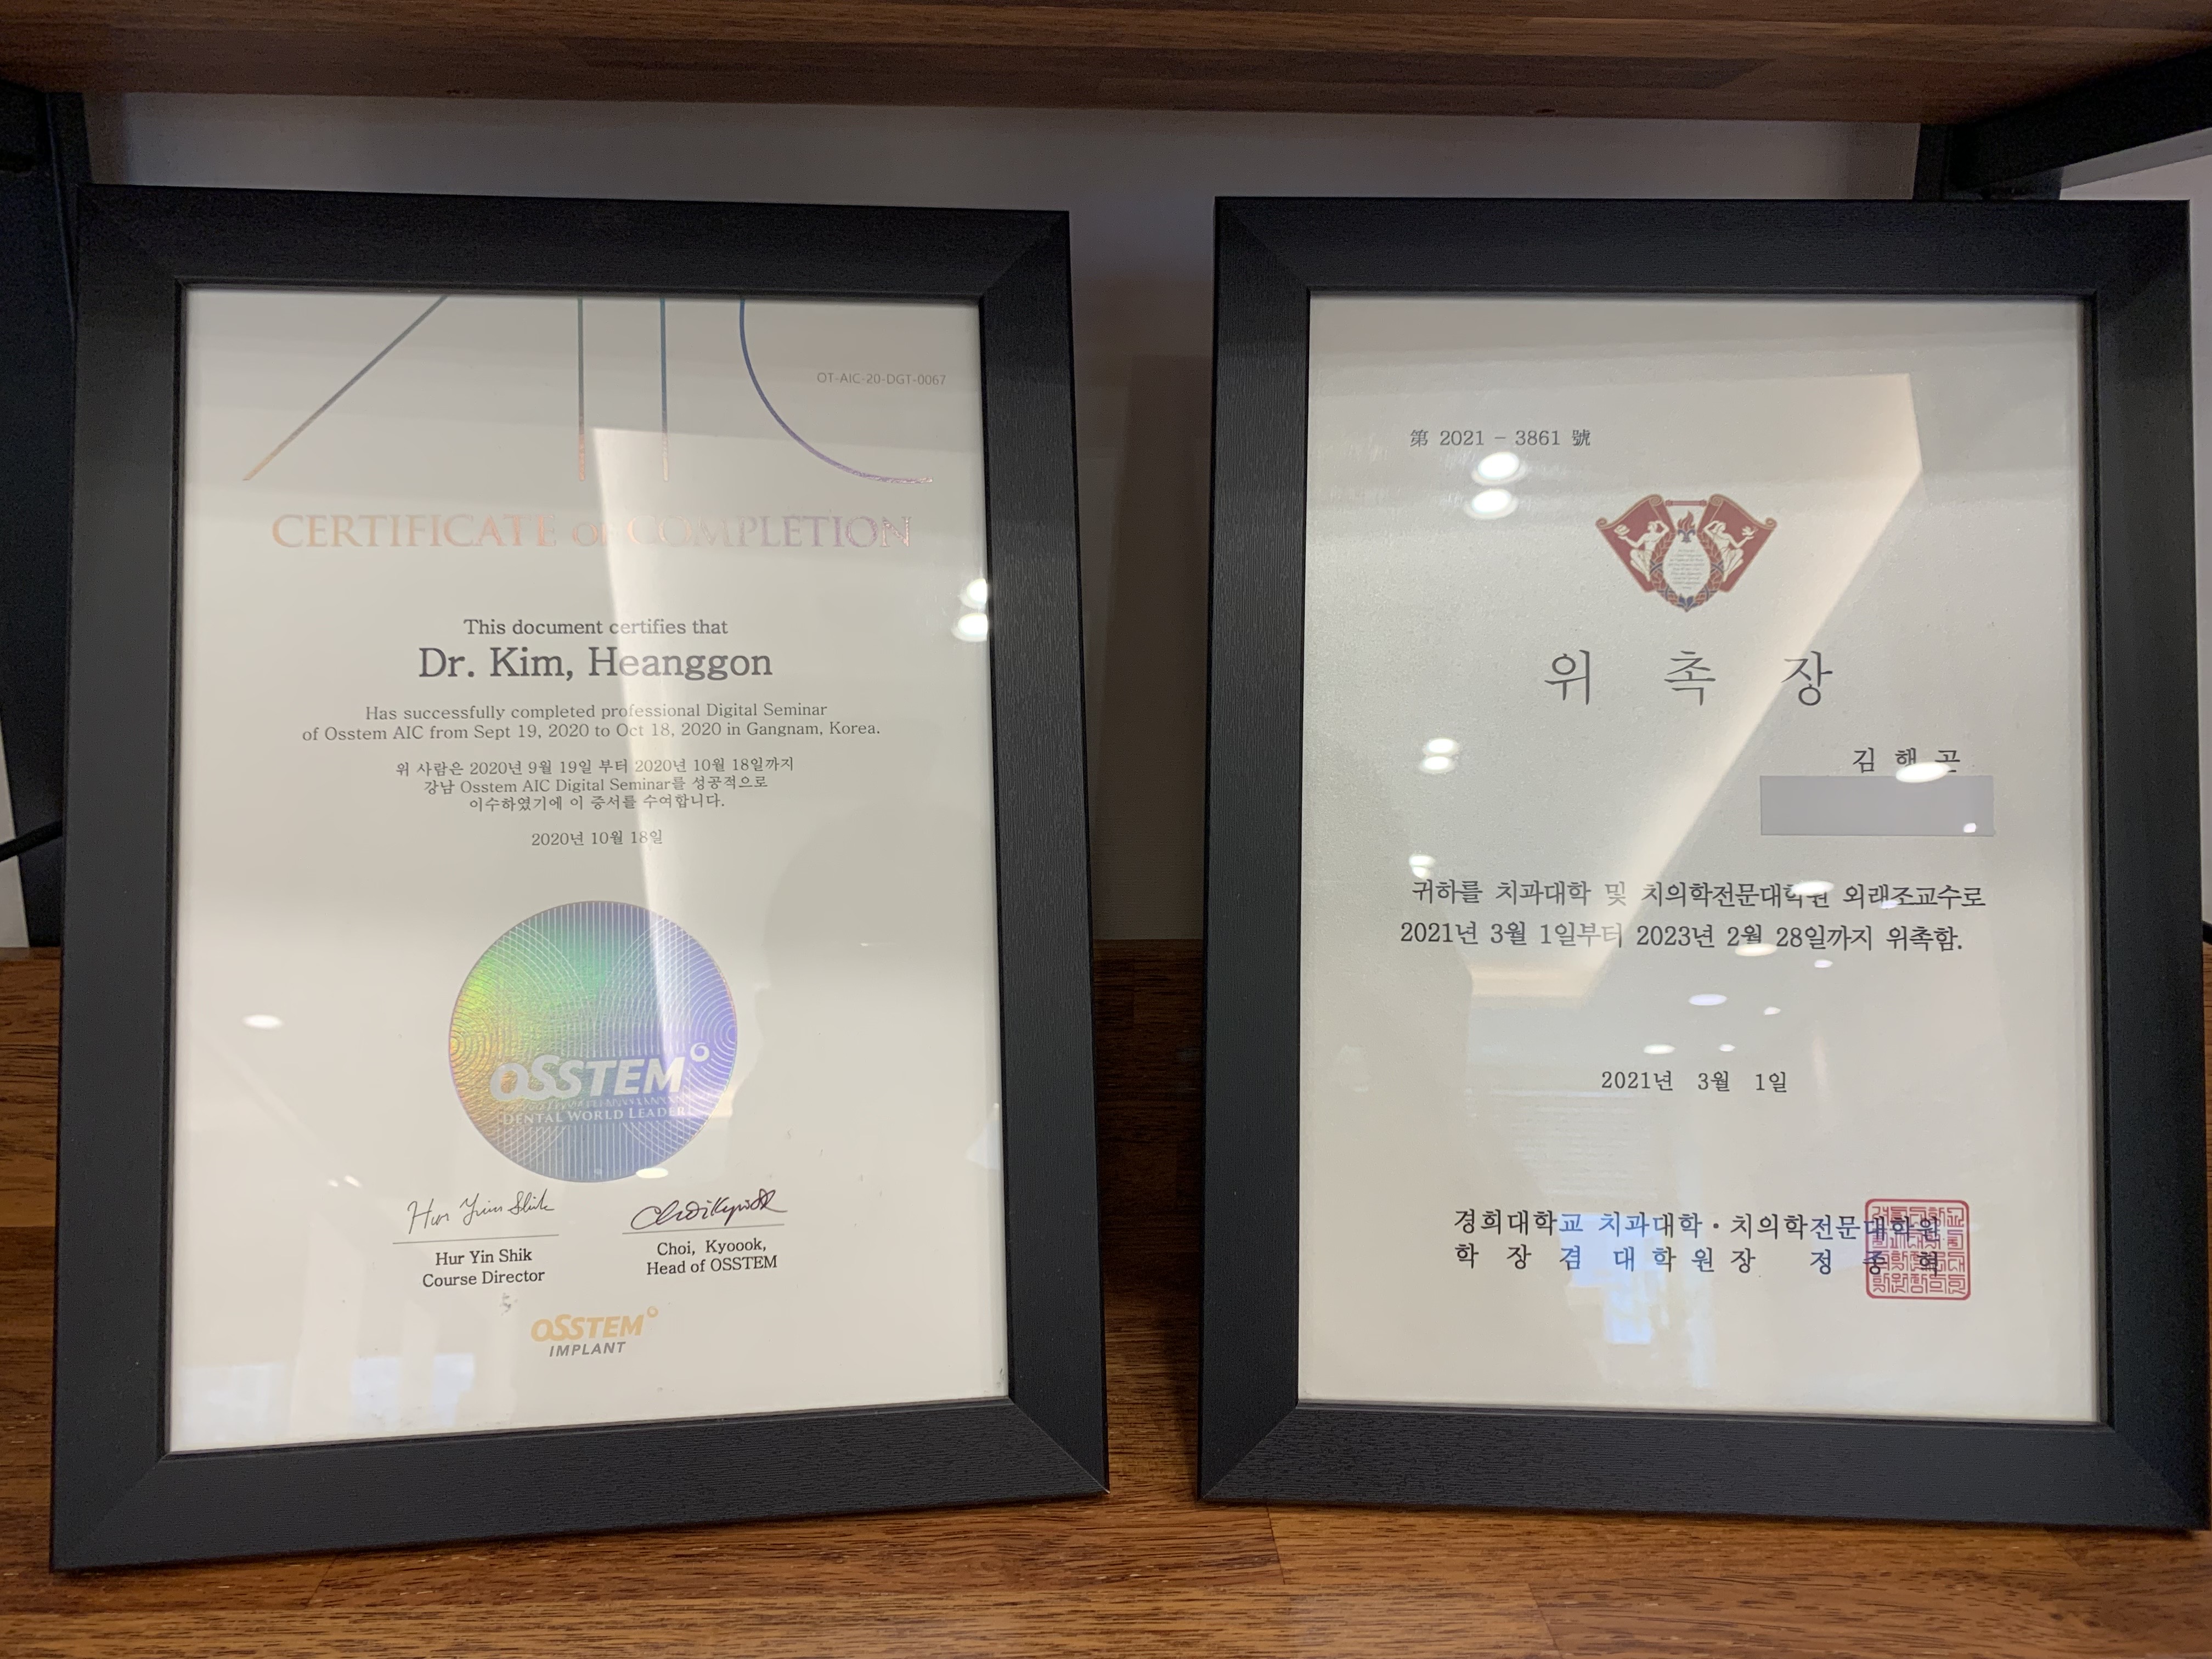 OT-AIC-20-DGT-0067
CERTIFICATE OF COMPLETION
This document certifies that
Dr. Kim, Heanggon
Has successfully completed professional Digital Seminar
of Osstem AIC from Sept 19, 2020 to Oct 18, 2020 in Gangnam, Korea.
위 사람은 2020년 9월 19일 부터 2020년 10월 18일까지
강남 Osstem AIC Digital Seminar를 성공적으로
이수하였기에 이 증서를 수여합니다.
2020년 10월 18일
OSSTEM
DENTAL WORLD LEADER
Hur Yin Shik
Choi Kyoook
Hur Yin Shik
Course Director
Choi, Kyoook,
Head of OSSTEM
OSSTEM
IMPLANT
第 2021 - 3861 號
위 촉 장
김 행 곤
귀하를 치과대학 및 치의학전문대학원 외래조교수로
2021년 3월 1일부터 2023년 2월 28일까지 위촉함.
2021년 3월 1일
경희대학교 치과대학·치의학전문대학원
학 장 겸 대 학 원 장 정 종 혁